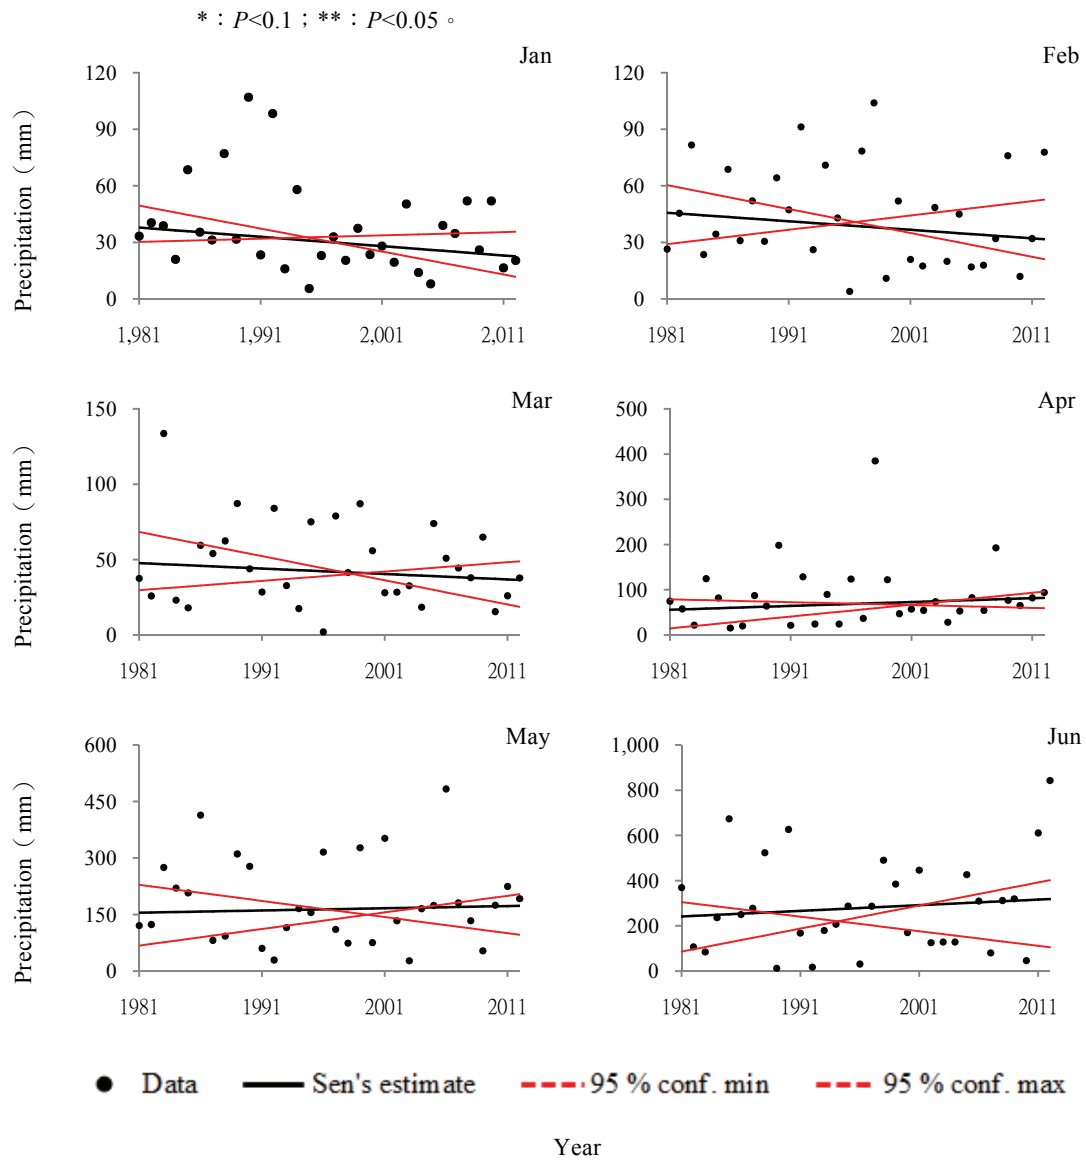 *：P<0.1；**：P<0.05。
Jan
Precipitation（mm）
120
90
60
30
0
1,981 1,991 2,001 2,011
Feb
120
90
60
30
0
1981 1991 2001 2011
Mar
Precipitation（mm）
150
100
50
0
1981 1991 2001 2011
Apr
500
400
300
200
100
0
1981 1991 2001 2011
May
Precipitation（mm）
600
450
300
150
0
1981 1991 2001 2011
Jun
1,000
800
600
400
200
0
1981 1991 2001 2011
Data Sen's estimate 95 % conf. min 95 % conf. max
Year